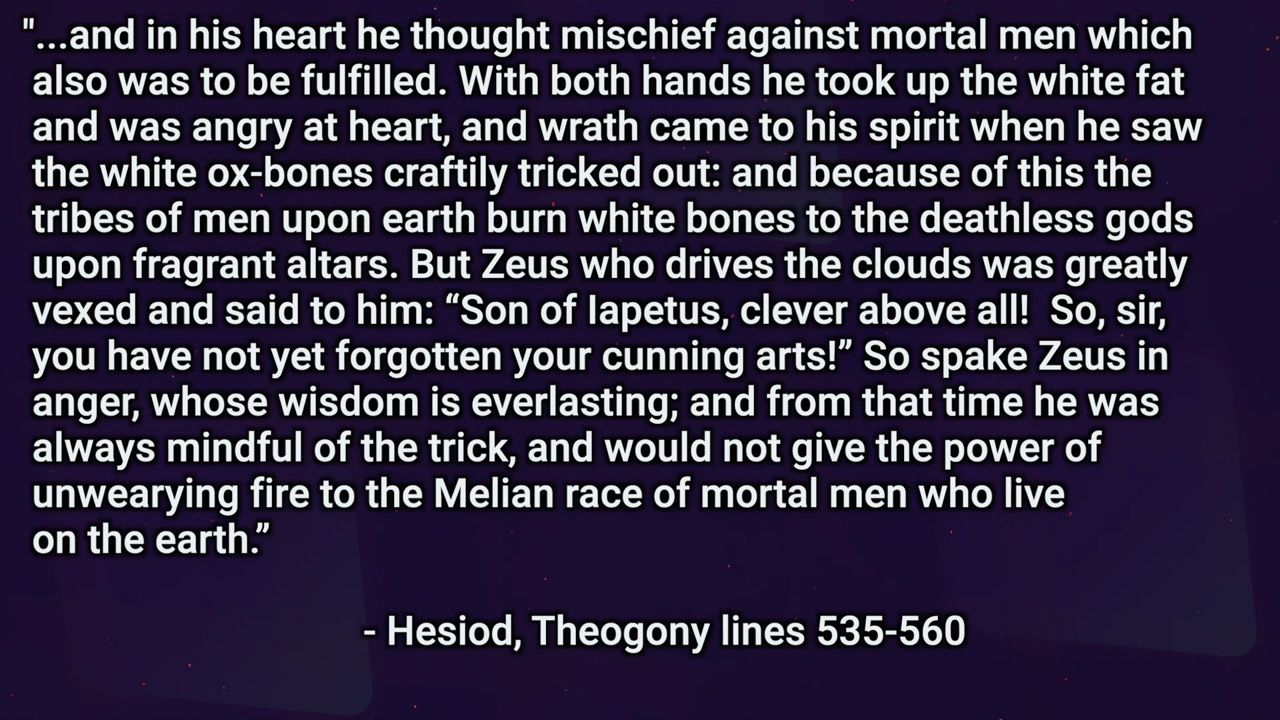 "...and in his heart he thought mischief against mortal men which
also was to be fulfilled. With both hands he took up the white fat
and was angry at heart, and wrath came to his spirit when he saw
the white ox-bones craftily tricked out: and because of this the
tribes of men upon earth burn white bones to the deathless gods
upon fragrant altars. But Zeus who drives the clouds was greatly
vexed and said to him: “Son of Iapetus, clever above all!  So, sir,
you have not yet forgotten your cunning arts!” So spake Zeus in
anger, whose wisdom is everlasting; and from that time he was
always mindful of the trick, and would not give the power of
unwearying fire to the Melian race of mortal men who live
on the earth.”
- Hesiod, Theogony lines 535-560